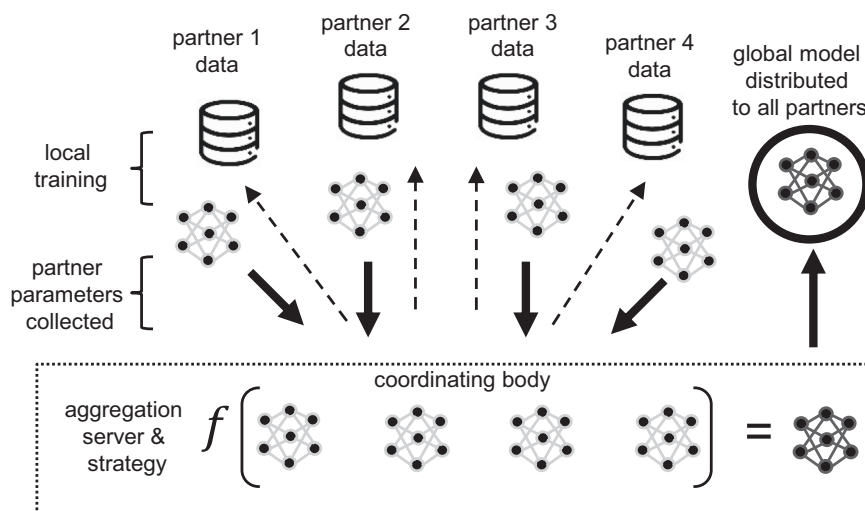 partner 1
data
partner 2
data
partner 3
data
partner 4
data
global model
distributed
to all partners
local
training
partner
parameters
collected
coordinating body
aggregation
server &
strategy
f
=